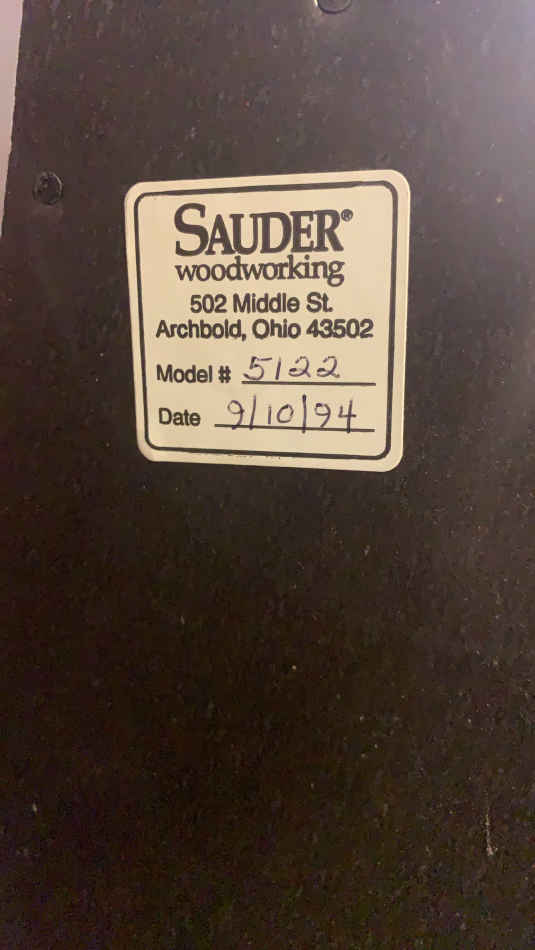 SAUDER®
woodworking
502 Middle St.
Archbold, Ohio 43502
Model # 5122
Date 9/10/94